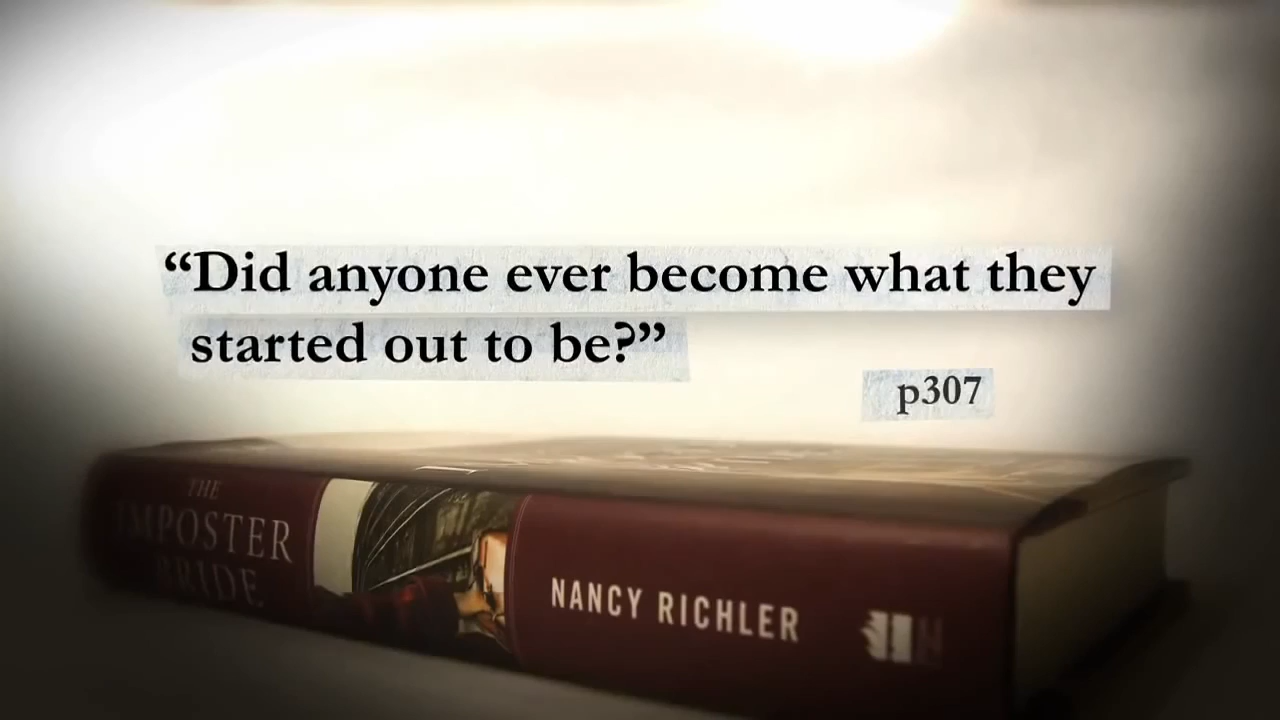 “Did anyone ever become what they
started out to be?”
p307
THE
IMPOSTER
BRIDE
NANCY RICHLER